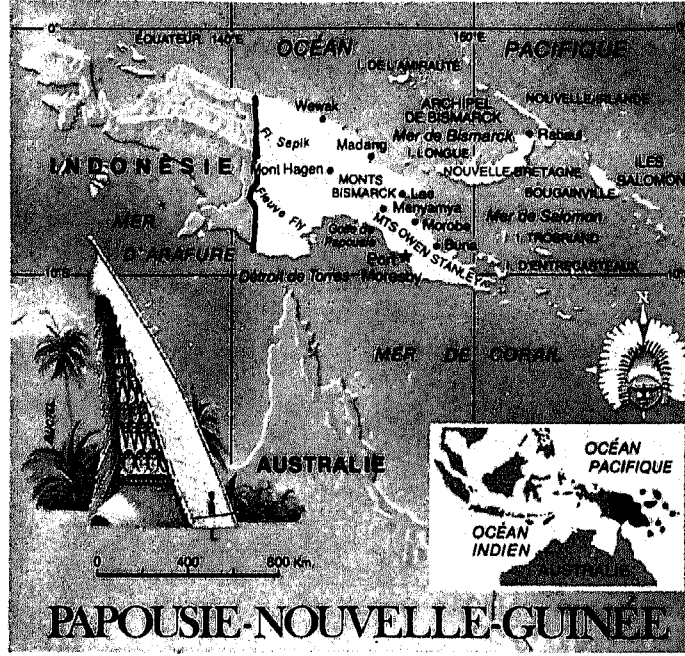 0°
ÉQUATEUR
140°E
OCÉAN
150°E
PACIFIQUE
0°
I. DE L'AMIRAUTÉ
ARCHIPEL
DE BISMARCK
NOUVELLE-IRLANDE
Wewak
Fl. Sepik
Madang
Mer de Bismarck
Rabaul
I. LONGUE
INDONÉSIE
Mont Hagen
MONTS
BISMARCK
NOUVELLE-BRETAGNE
ILES
SALOMON
BOUGAINVILLE
Lae
Menyamya
Fleuve Fly
MER
D'ARAFURE
Morobe
Mer de Salomon
Golfe de
Papouasie
MTS OWEN STANLEY
Buna
I. TROBRIAND
Port
Moresby
10°S
Détroit de Torres
I. D'ENTRECASTEAUX
N
MER DE CORAIL
AUSTRALIE
OCÉAN
PACIFIQUE
OCÉAN
INDIEN
AUSTRALIE
0 400 800 Km.
PAPOUSIE-NOUVELLE-GUINÉE